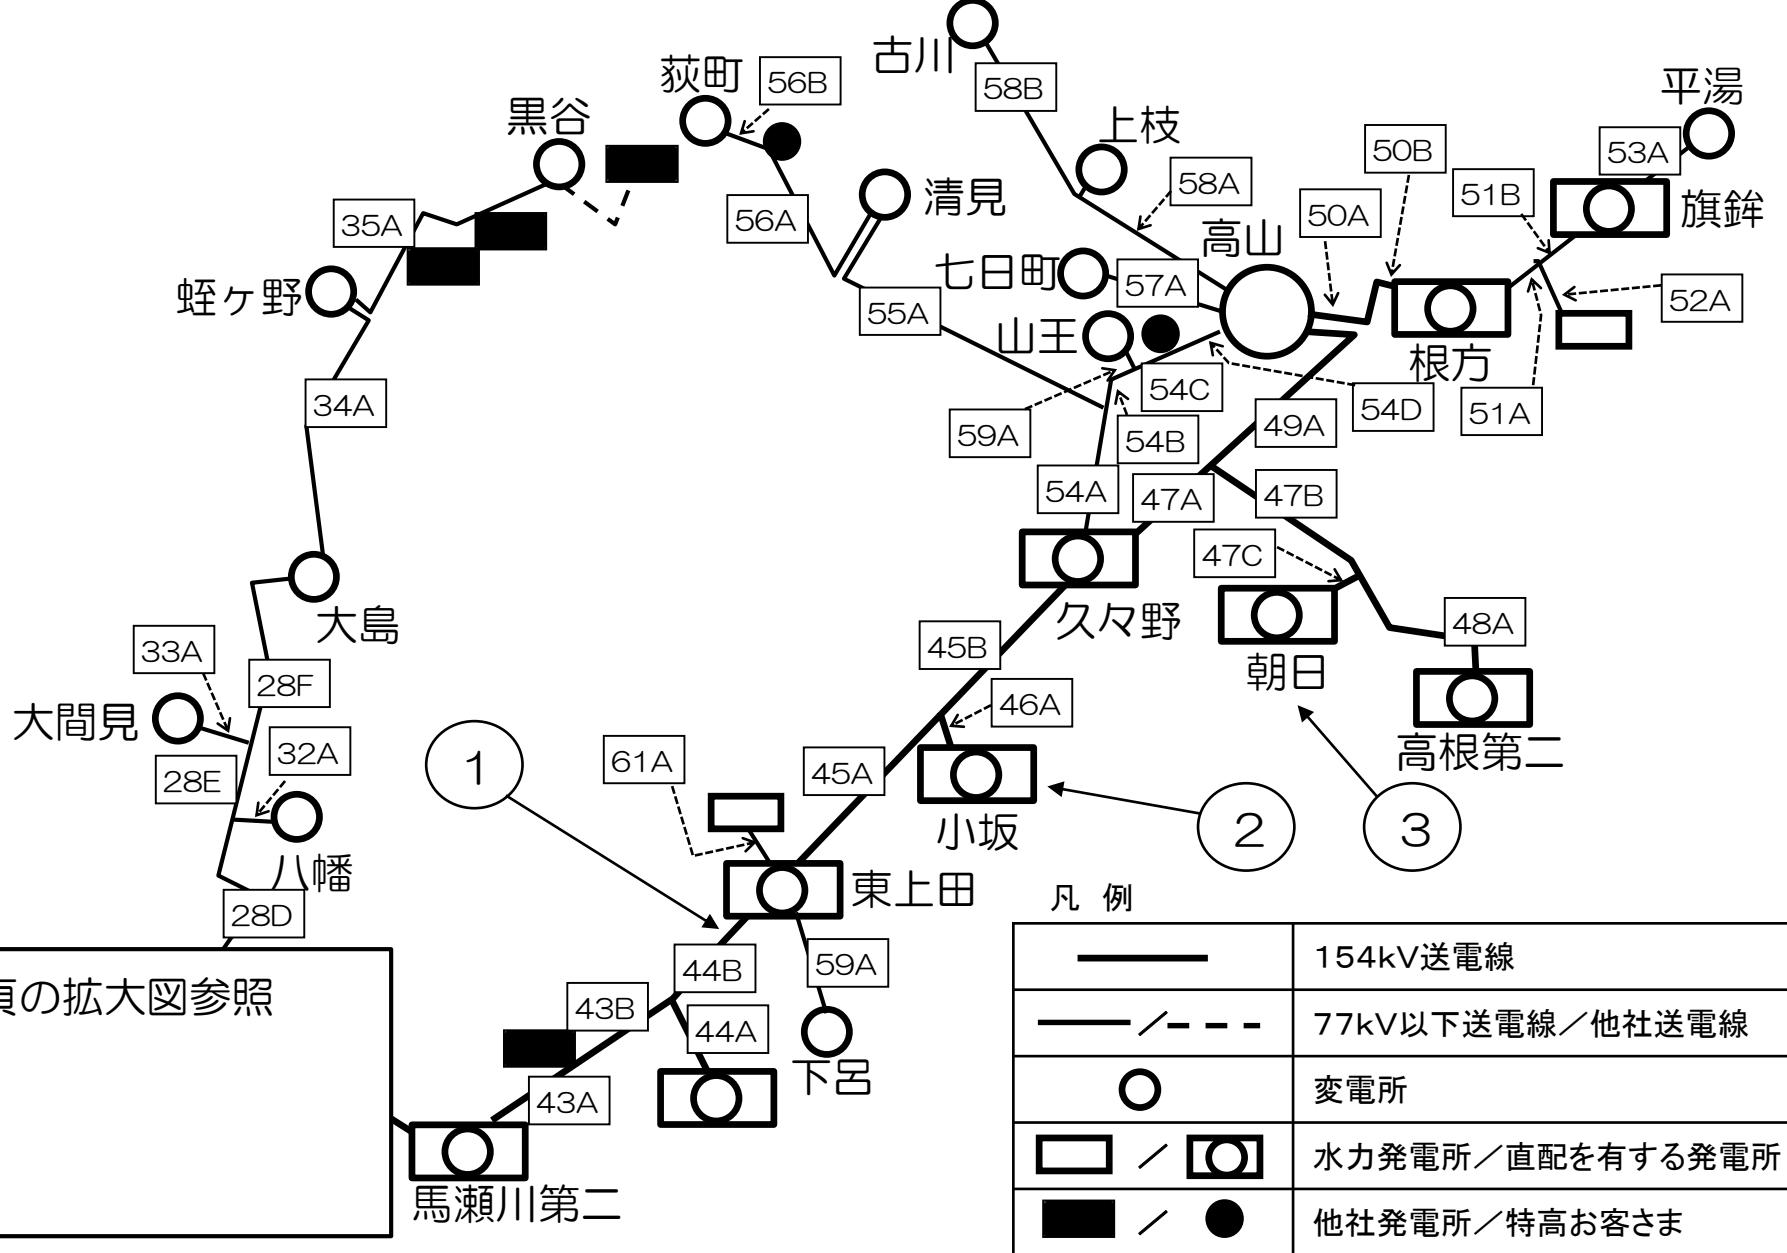 古川
58B
荻町
56B
黒谷
上枝
平湯
50B
53A
58A
51B
清見
56A
50A
旗鉾
35A
高山
七日町
57A
蛭ヶ野
52A
55A
山王
根方
54C
34A
54D
51A
49A
59A
54B
54A
47A
47B
47C
大島
久々野
48A
33A
45B
朝日
28F
46A
大間見
32A
高根第二
61A
1
45A
28E
小坂
2
3
八幡
東上田
凡 例
28D
154kV送電線
44B
59A
頁の拡大図参照
43B
77kV以下送電線／他社送電線
44A
下呂
変電所
43A
水力発電所／直配を有する発電所
馬瀬川第二
他社発電所／特高お客さま